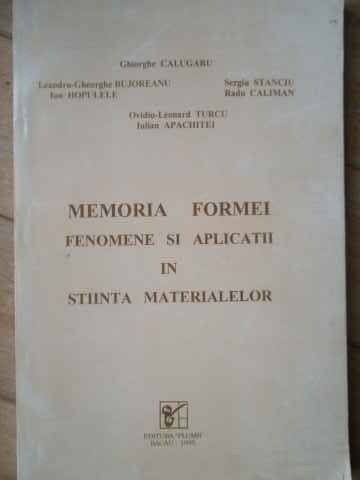 Gheorghe CALUGARU
Leandru-Gheorghe BUJOREANU Sergiu STANCIU
Ion HOPULELE Radu CALIMAN
Ovidiu-Leonard TURCU
Iulian APACHITEI
MEMORIA FORMEI
FENOMENE SI APLICATII
IN
STIINTA MATERIALELOR
EDITURA "PLUMB"
BACAU - 1995